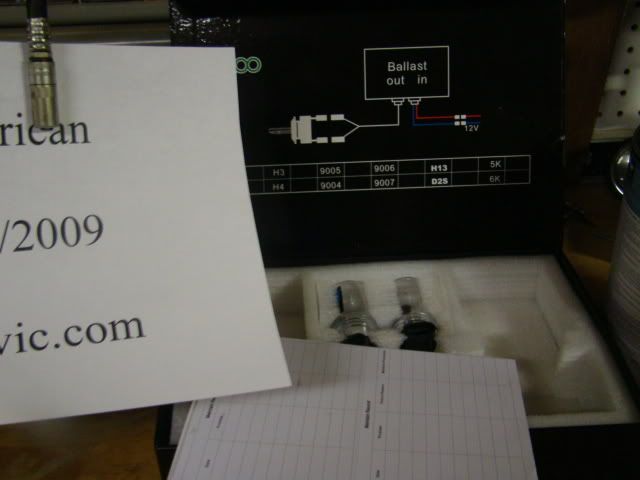 rican
/2009
vic.com
Ballast
out in
12V
H3 9005 9006 H13 5K
H4 9004 9007 D2S 6K